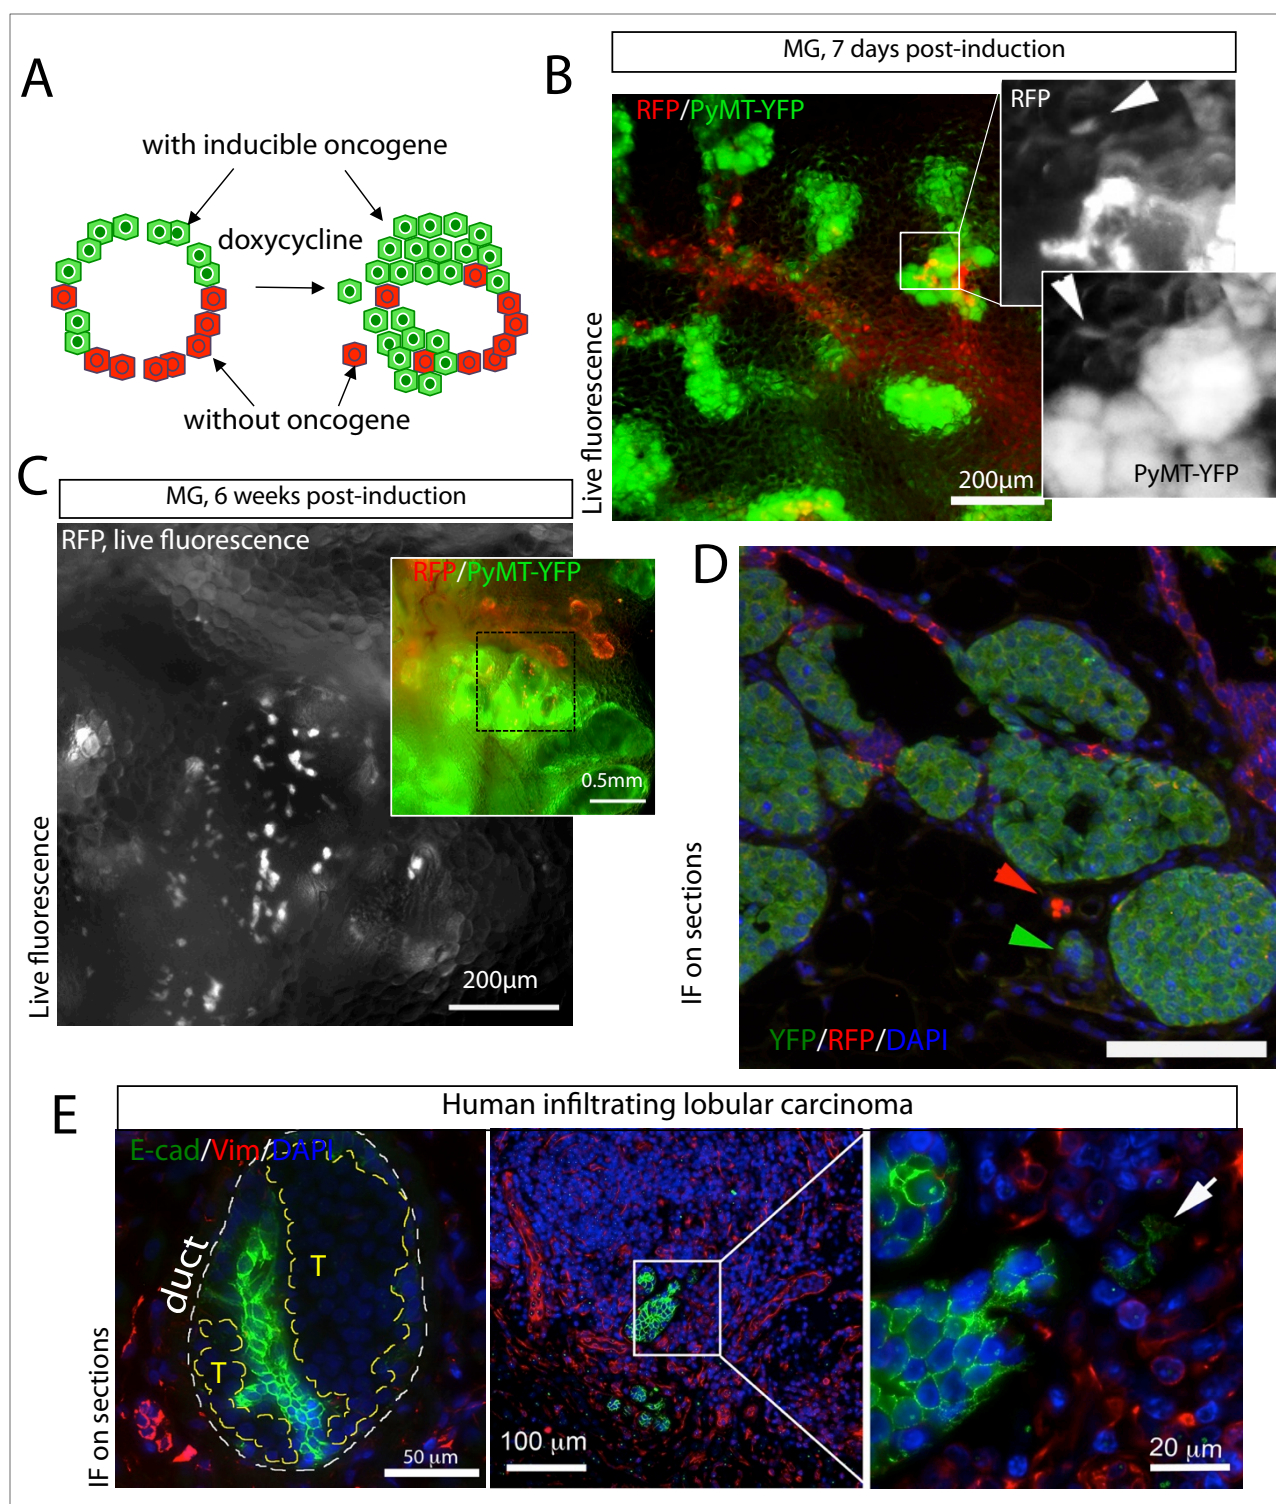 A
with inducible oncogene
doxycycline
without oncogene
B
MG, 7 days post-induction
RFP/PyMT-YFP
RFP
PyMT-YFP
200µm
Live fluorescence
C
MG, 6 weeks post-induction
RFP, live fluorescence
RFP/PyMT-YFP
0.5mm
200µm
Live fluorescence
D
IF on sections
YFP/RFP/DAPI
E
Human infiltrating lobular carcinoma
E-cad/Vim/DAPI
duct
T
T
50 µm
IF on sections
100 µm
20 µm